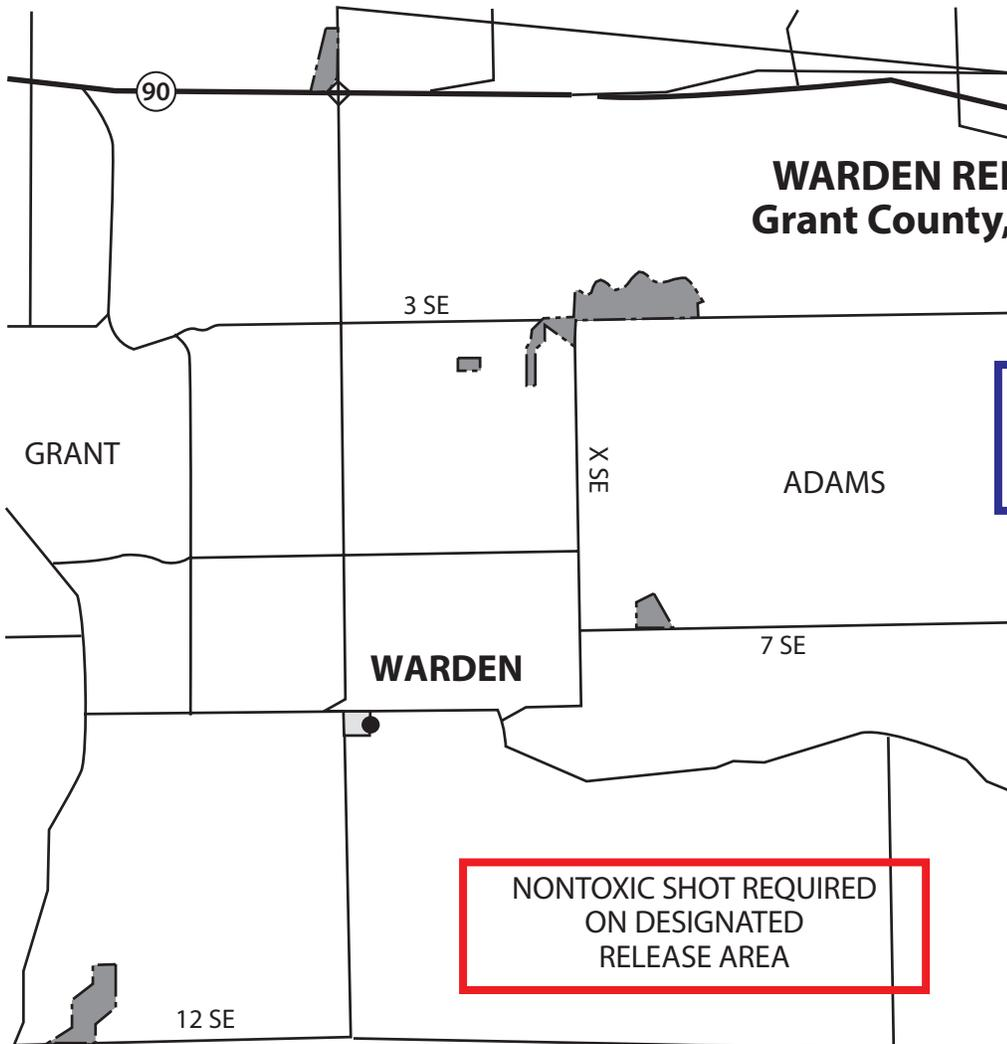 90
WARDEN RE
Grant County,
3 SE
GRANT
X SE
ADAMS
7 SE
WARDEN
NONTOXIC SHOT REQUIRED
ON DESIGNATED
RELEASE AREA
12 SE